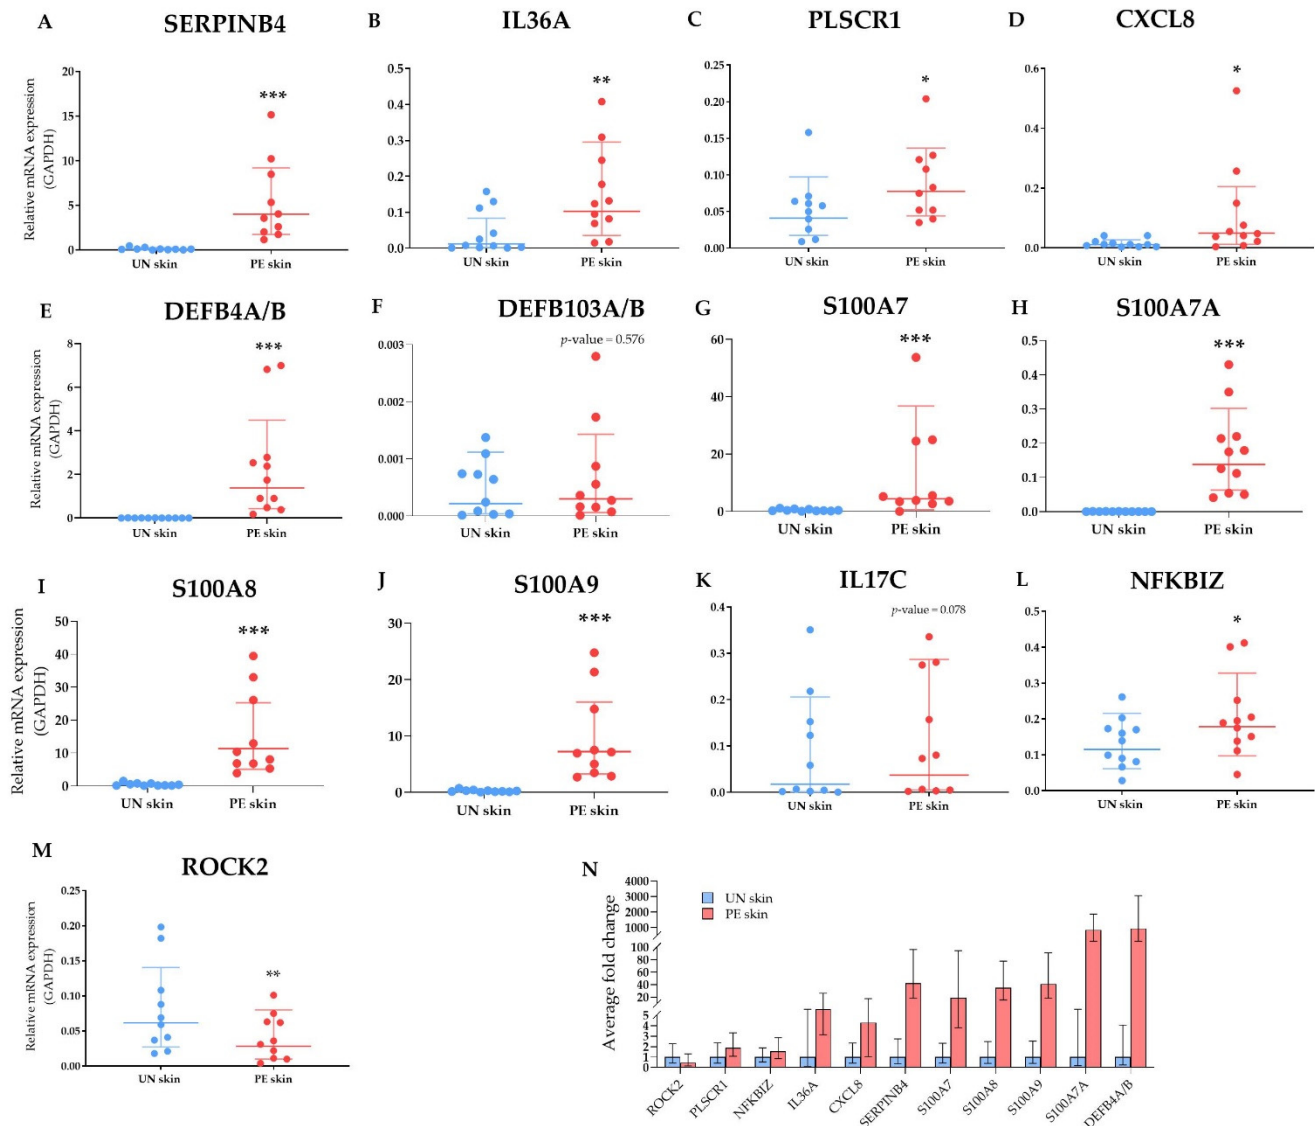 A SERPINB4
Relative mRNA expression
(GAPDH)
20
15
10
5
0
***
UN skin PE skin
B IL36A
0.5
0.4
0.3
0.2
0.1
0.0
**
UN skin PE skin
C PLSCR1
0.25
0.20
0.15
0.10
0.05
0.00
*
UN skin PE skin
D CXCL8
0.6
0.4
0.2
0.0
*
UN skin PE skin
E DEFB4A/B
Relative mRNA expression
(GAPDH)
8
6
4
2
0
***
UN skin PE skin
F DEFB103A/B
p-value = 0.576
0.003
0.002
0.001
0.000
UN skin PE skin
G S100A7
60
40
20
0
***
UN skin PE skin
H S100A7A
0.5
0.4
0.3
0.2
0.1
0.0
***
UN skin PE skin
I S100A8
Relative mRNA expression
(GAPDH)
50
40
30
20
10
0
***
UN skin PE skin
J S100A9
30
20
10
0
***
UN skin PE skin
K IL17C
p-value = 0.078
0.4
0.3
0.2
0.1
0.0
UN skin PE skin
L NFKBIZ
0.5
0.4
0.3
0.2
0.1
0.0
*
UN skin PE skin
M ROCK2
Relative mRNA expression
(GAPDH)
0.25
0.20
0.15
0.10
0.05
0.00
**
UN skin PE skin
N
Average fold change
4000
3000
2000
1000
100
80
60
40
20
5
4
3
2
1
0
UN skin
PE skin
ROCK2 PLSCR1 NFKBIZ IL36A CXCL8 SERPINB4 S100A7 S100A8 S100A9 S100A7A DEFB4A/B